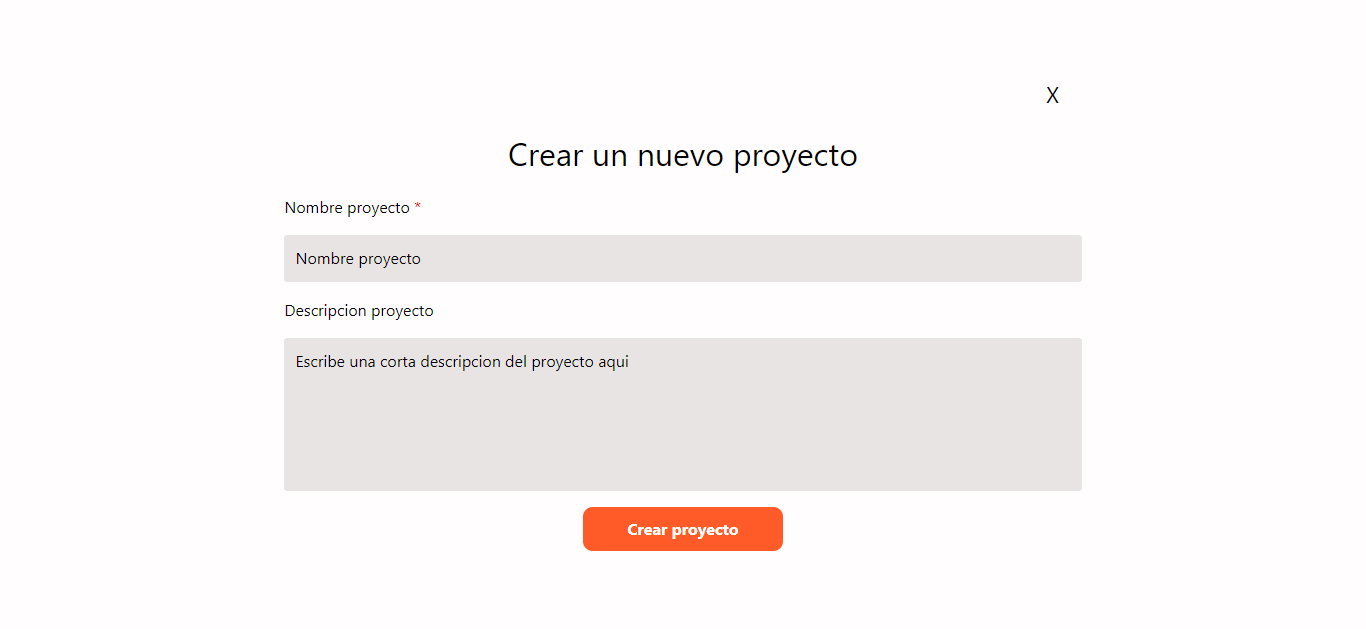 X
Crear un nuevo proyecto
Nombre proyecto *
Nombre proyecto
Descripcion proyecto
Escribe una corta descripcion del proyecto aqui
Crear proyecto